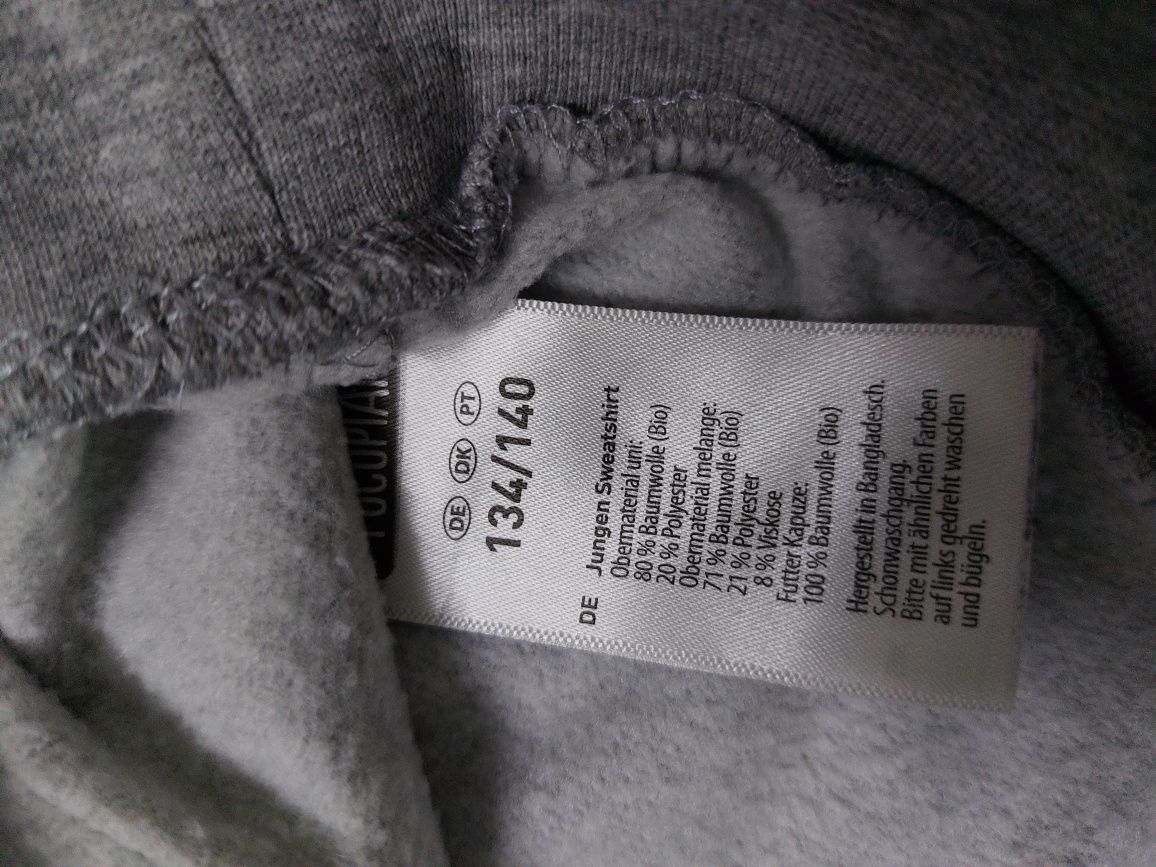 DE DK PT
134/140
DE Jungen Sweatshirt
Obermaterial uni:
80 % Baumwolle (Bio)
20 % Polyester
Obermaterial melange:
71 % Baumwolle (Bio)
21 % Polyester
8 % Viskose
Futter Kapuze:
100 % Baumwolle (Bio)
Hergestellt in Bangladesch.
Schonwaschgang.
Bitte mit ähnlichen Farben
auf links gedreht waschen
und bügeln.